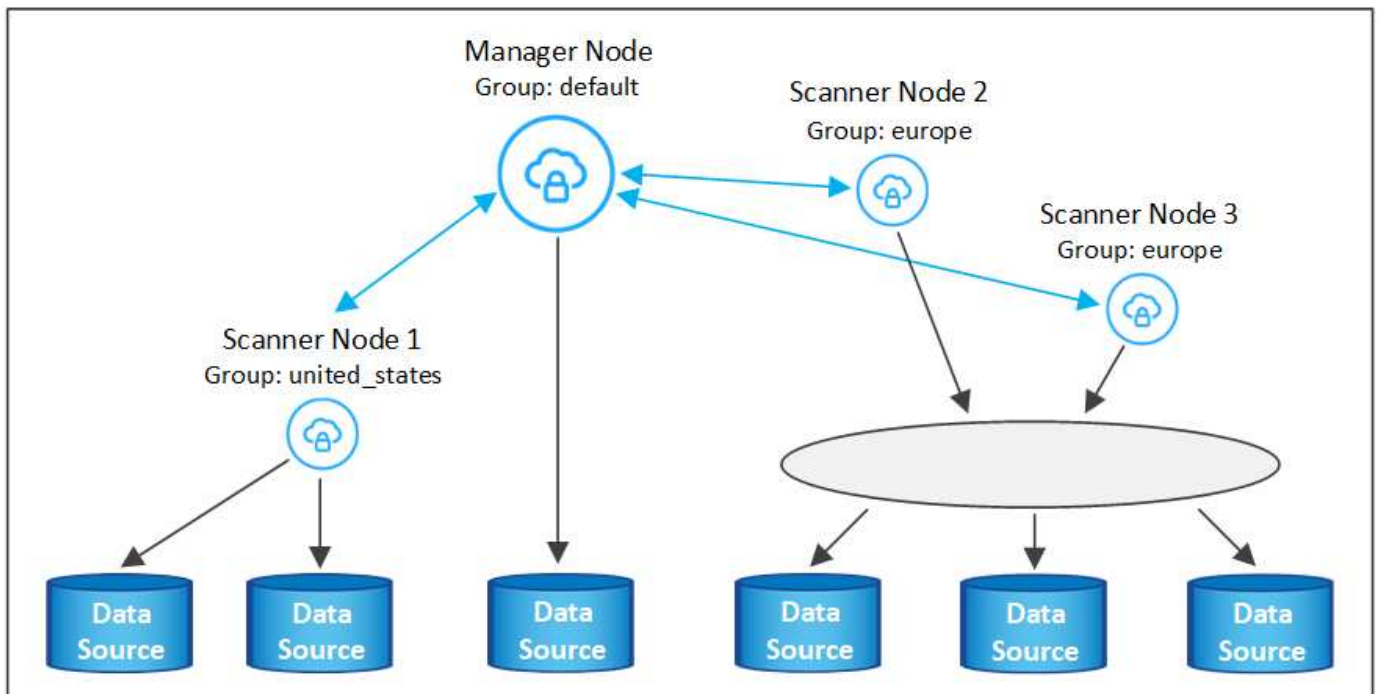 Manager Node
Group: default
Scanner Node 2
Group: europe
Scanner Node 3
Group: europe
Scanner Node 1
Group: united_states
Data
Source
Data
Source
Data
Source
Data
Source
Data
Source
Data
Source